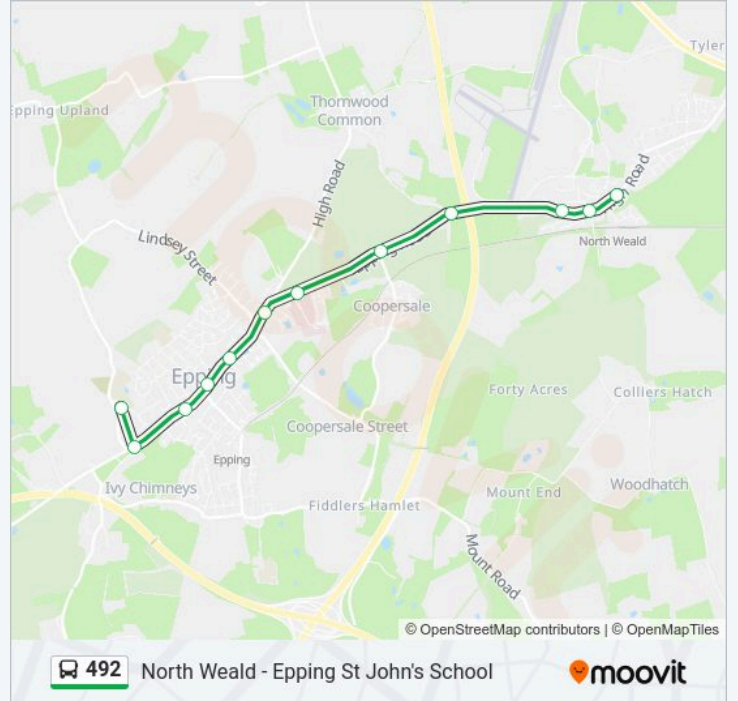 Tyler
Epping Upland
Thornwood
Common
High Road
Road
Lindsey Street
North Weald
Coopersale
Epping
Forty Acres
Colliers Hatch
Coopersale Street
Epping
Ivy Chimneys
Mount End
Woodhatch
Fiddlers Hamlet
Mount Road
© OpenStreetMap contributors | © OpenMapTiles
492 North Weald - Epping St John's School
moovit